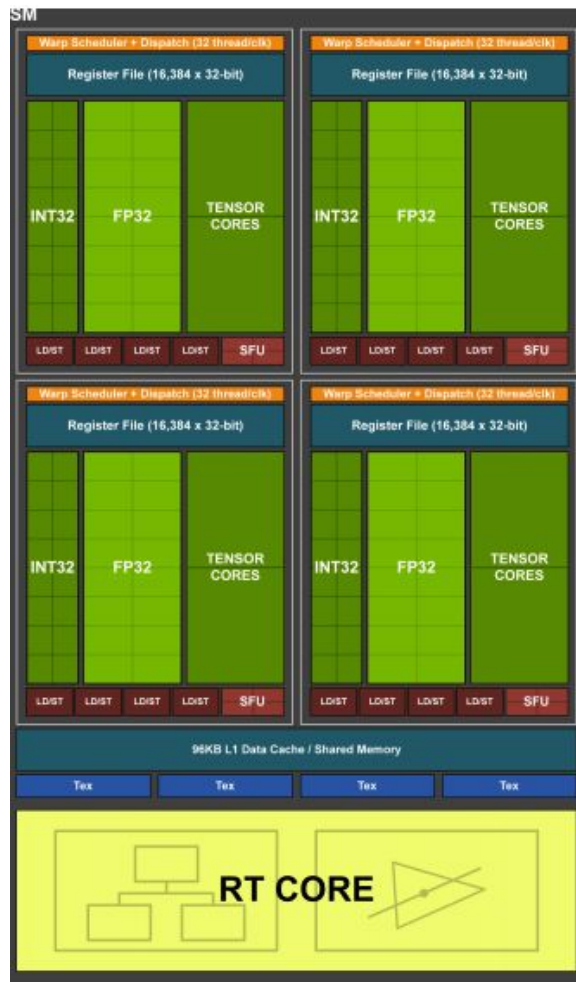 SM
Warp Scheduler + Dispatch (32 thread/clk)
Register File (16,384 x 32-bit)
INT32
FP32
TENSOR
CORES
LD/ST LD/ST LD/ST LD/ST SFU
Warp Scheduler + Dispatch (32 thread/clk)
Register File (16,384 x 32-bit)
INT32
FP32
TENSOR
CORES
LD/ST LD/ST LD/ST LD/ST SFU
Warp Scheduler + Dispatch (32 thread/clk)
Register File (16,384 x 32-bit)
INT32
FP32
TENSOR
CORES
LD/ST LD/ST LD/ST LD/ST SFU
Warp Scheduler + Dispatch (32 thread/clk)
Register File (16,384 x 32-bit)
INT32
FP32
TENSOR
CORES
LD/ST LD/ST LD/ST LD/ST SFU
96KB L1 Data Cache / Shared Memory
Tex Tex Tex Tex
RT CORE